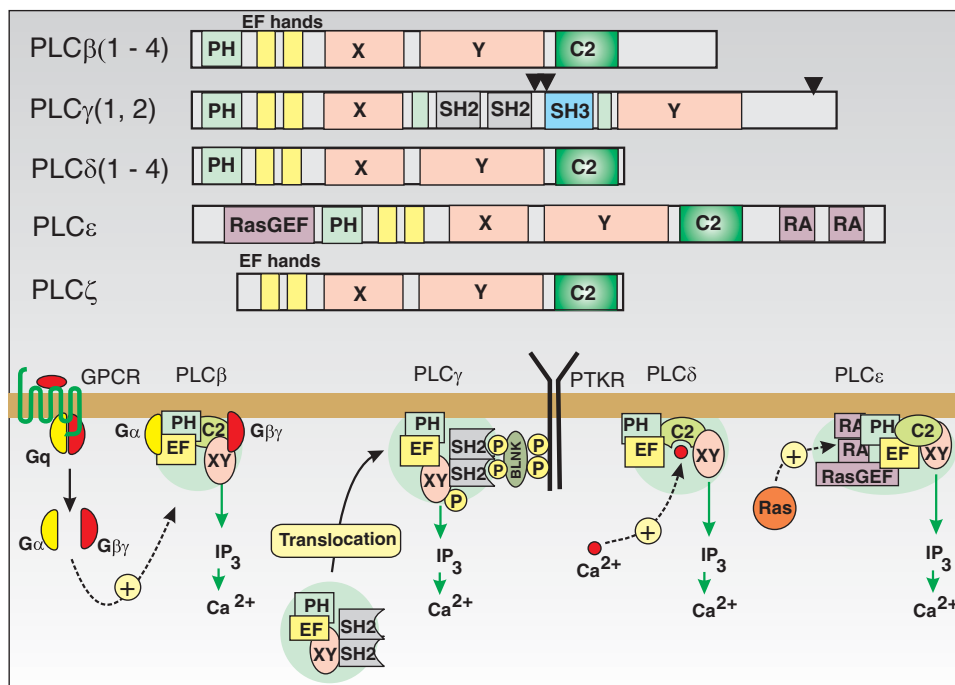 EF hands
PLCβ(1 - 4) PH X Y C2
PLCγ(1, 2) PH X SH2 SH2 SH3 Y
PLCδ(1 - 4) PH X Y C2
PLCε RasGEF PH X Y C2 RA RA
EF hands
PLCζ X Y C2
GPCR PLCβ PLCγ PTKR PLCδ PLCε
Gq
Gα PH C2 EF XY Gβγ
Gα Gβγ
+
IP3
Ca2+
Translocation
PH EF XY SH2 SH2
PH EF XY SH2 SH2 P P P BLNK P P
IP3
Ca2+
PH C2 EF XY
Ca2+ +
IP3
Ca2+
Ras +
RA PH C2 RA EF XY RasGEF
IP3
Ca2+